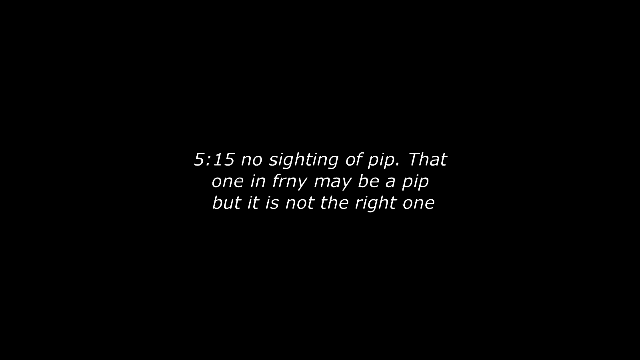 5:15 no sighting of pip. That
one in frny may be a pip
but it is not the right one